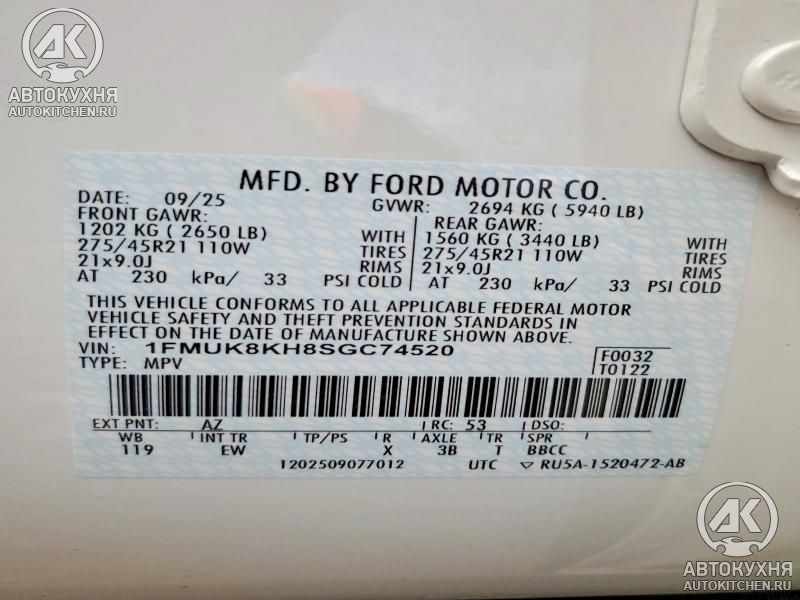 AK
АВТОКУХНЯ
AUTOKITCHEN.RU
MFD. BY FORD MOTOR CO.
DATE: 09/25 GVWR: 2694 KG ( 5940 LB)
FRONT GAWR: REAR GAWR:
1202 KG ( 2650 LB) WITH 1560 KG ( 3440 LB) WITH
275/45R21 110W TIRES 275/45R21 110W TIRES
21x9.0J RIMS 21x9.0J RIMS
AT 230 kPa/ 33 PSI COLD AT 230 kPa/ 33 PSI COLD
THIS VEHICLE CONFORMS TO ALL APPLICABLE FEDERAL MOTOR
VEHICLE SAFETY AND THEFT PREVENTION STANDARDS IN
EFFECT ON THE DATE OF MANUFACTURE SHOWN ABOVE.
VIN: 1FMUK8KH8SGC74520 F0032
TYPE: MPV T0122
EXT PNT: AZ RC: 53 DSO:
WB INT TR TP/PS R AXLE TR SPR
119 EW X 3B T BBCC
1202509077012 UTC ▽ RU5A-1520472-AB
AK
АВТОКУХНЯ
AUTOKITCHEN.RU